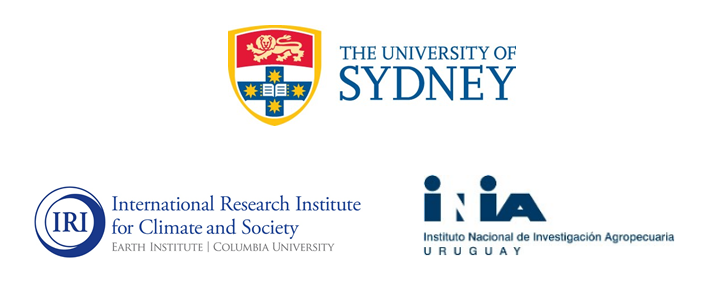 THE UNIVERSITY OF
SYDNEY
IRI
International Research Institute
for Climate and Society
EARTH INSTITUTE | COLUMBIA UNIVERSITY
INIA
Instituto Nacional de Investigación Agropecuaria
URUGUAY